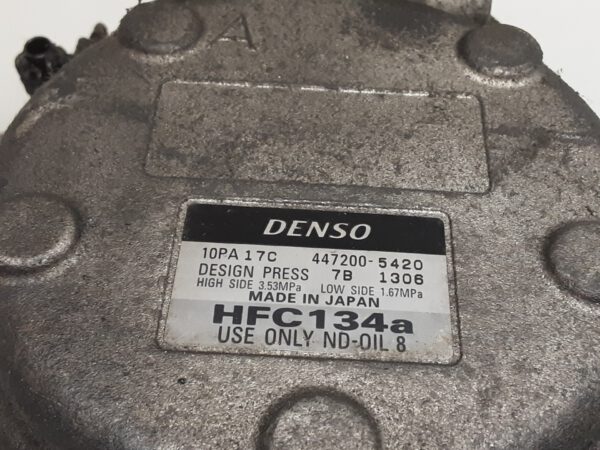 A
DENSO
10PA 17C 447200-5420
DESIGN PRESS 7B 1306
HIGH SIDE 3.53MPa LOW SIDE 1.67MPa
MADE IN JAPAN
HFC134a
USE ONLY ND-OIL 8